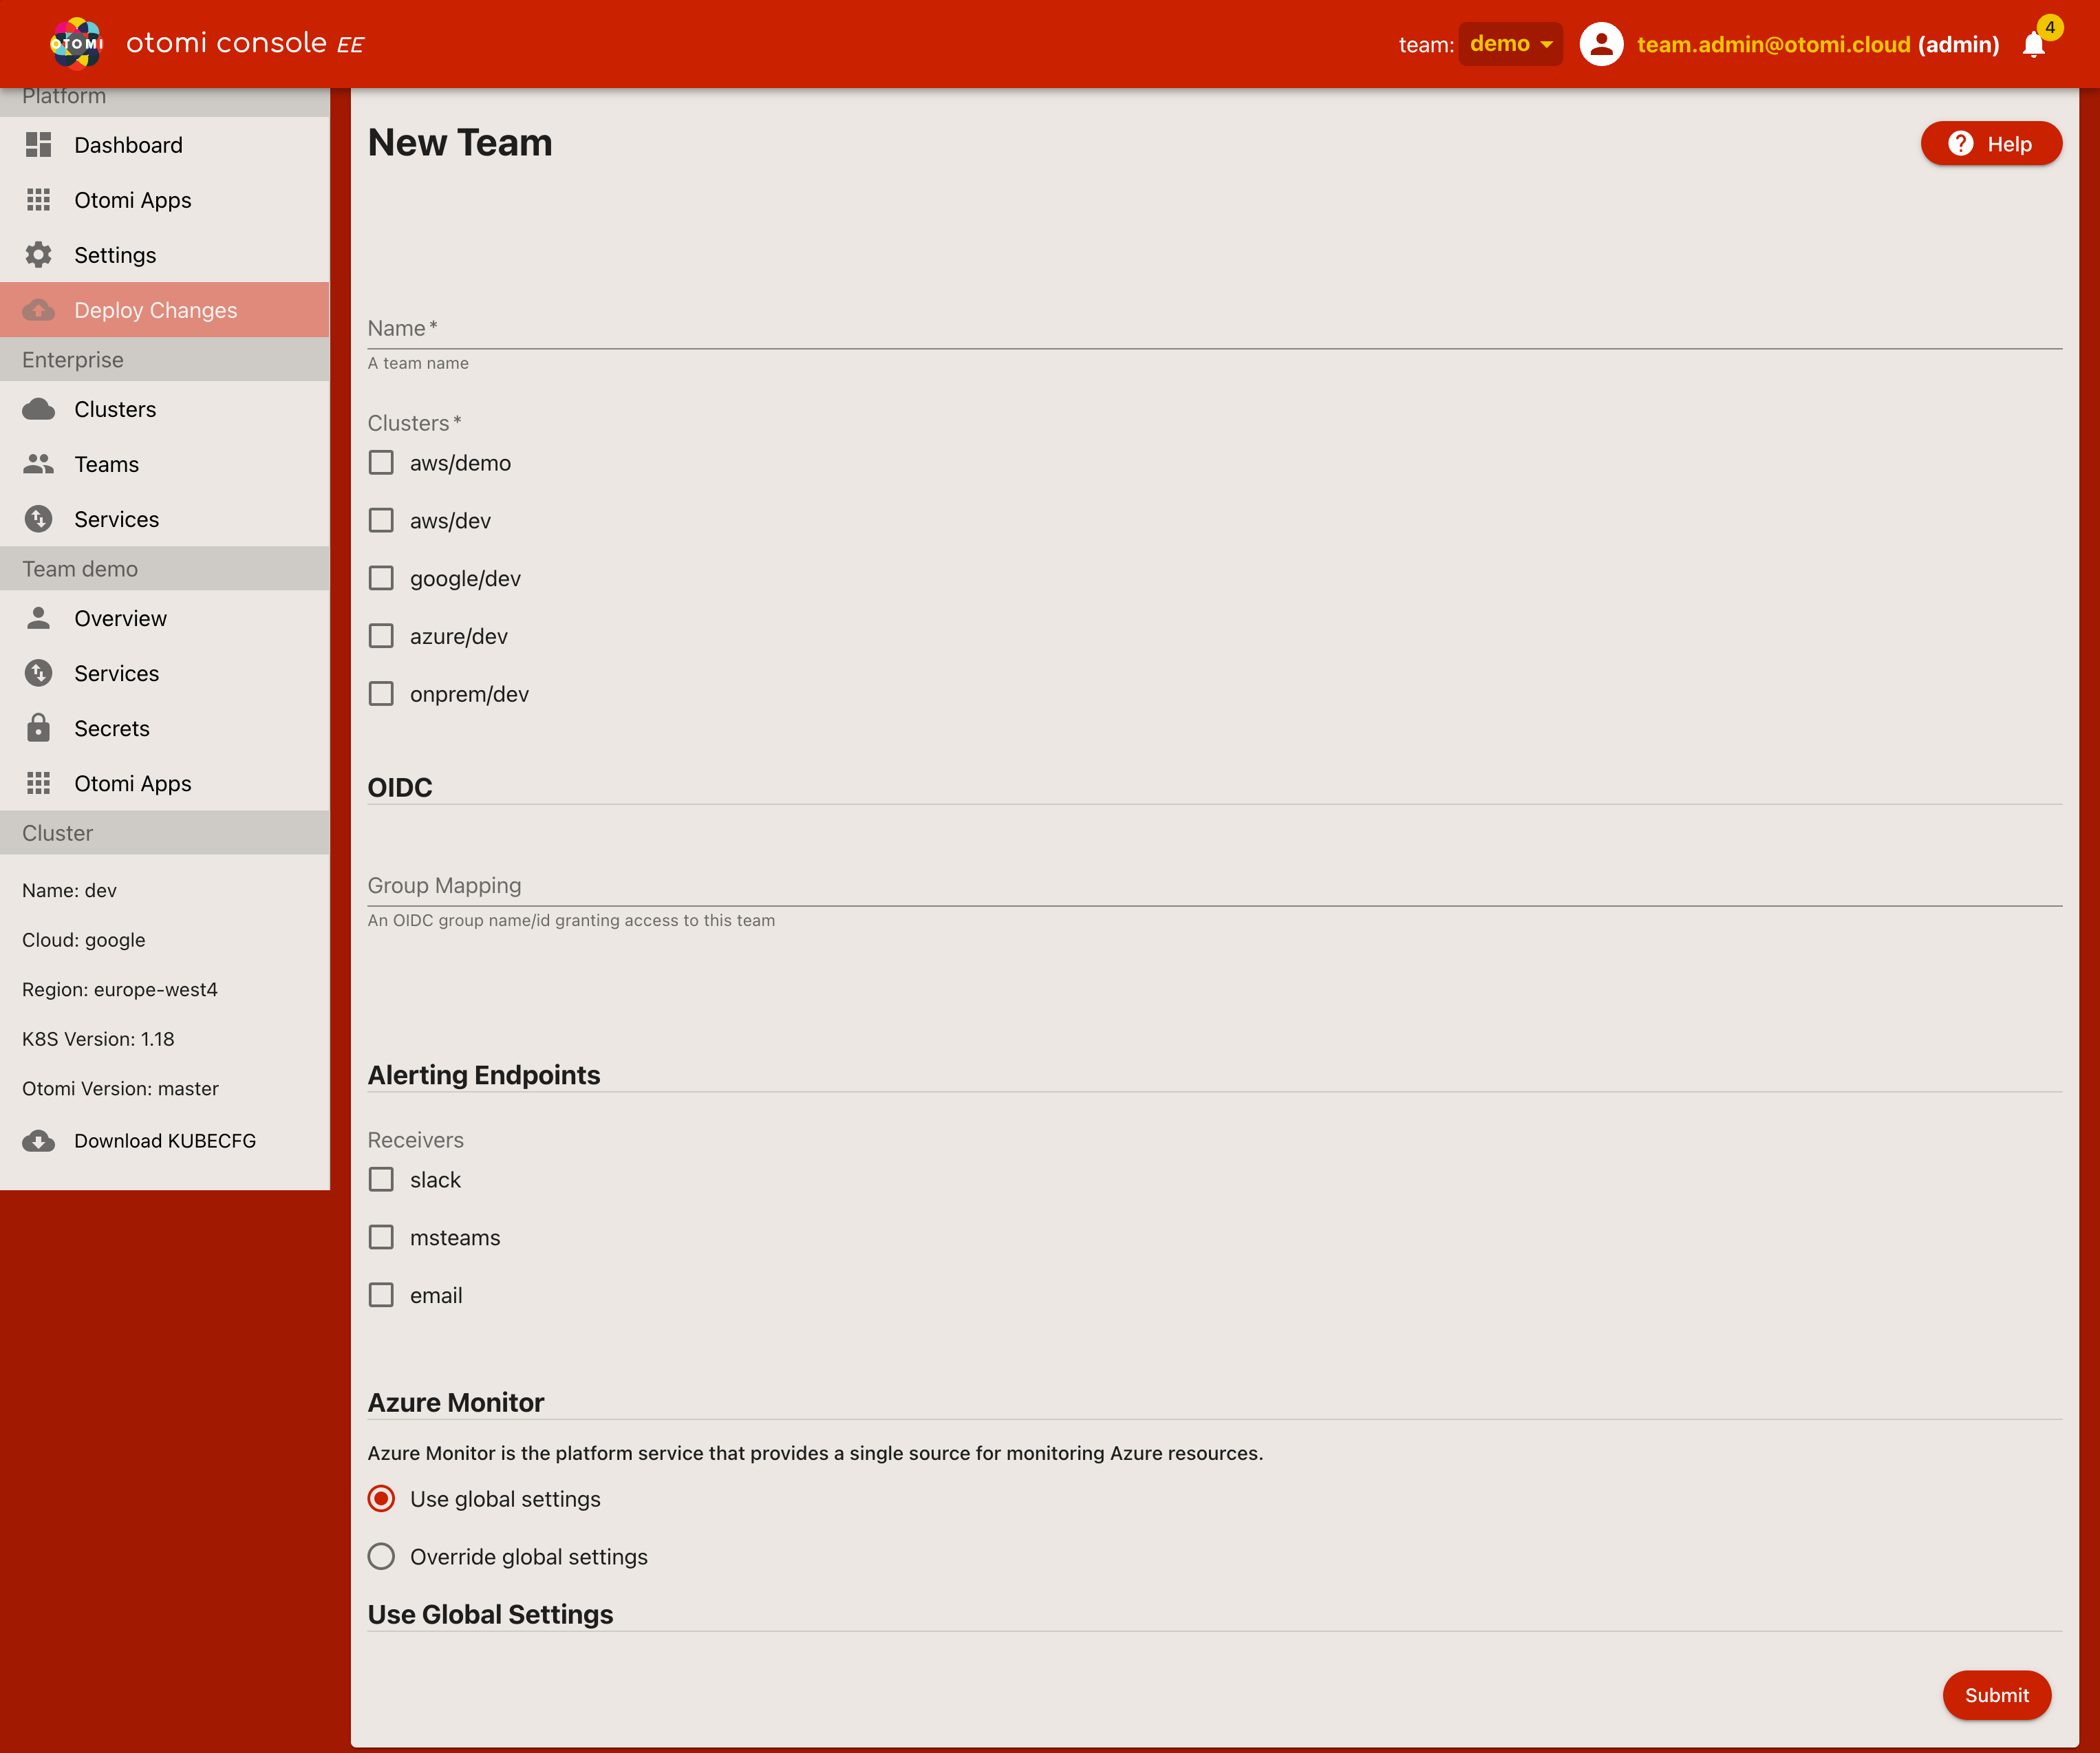 OTOMI
otomi console EE
team: demo
team.admin@otomi.cloud (admin)
4
Platform
Dashboard
Otomi Apps
Settings
Deploy Changes
Enterprise
Clusters
Teams
Services
Team demo
Overview
Services
Secrets
Otomi Apps
Cluster
Name: dev
Cloud: google
Region: europe-west4
K8S Version: 1.18
Otomi Version: master
Download KUBECFG
New Team
Help
Name*
A team name
Clusters*
aws/demo
aws/dev
google/dev
azure/dev
onprem/dev
OIDC
Group Mapping
An OIDC group name/id granting access to this team
Alerting Endpoints
Receivers
slack
msteams
email
Azure Monitor
Azure Monitor is the platform service that provides a single source for monitoring Azure resources.
Use global settings
Override global settings
Use Global Settings
Submit